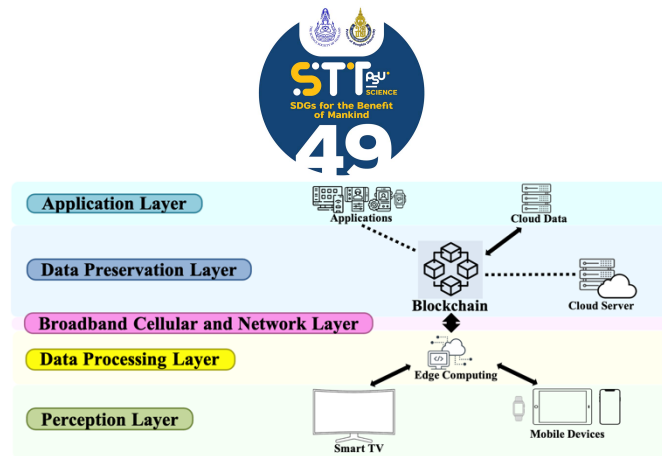 STT PSU
SCIENCE
SDGs for the Benefit
of Mankind
49
Application Layer
Applications
Cloud Data
Data Preservation Layer
Blockchain
Cloud Server
Broadband Cellular and Network Layer
Data Processing Layer
Edge Computing
Perception Layer
Smart TV
Mobile Devices